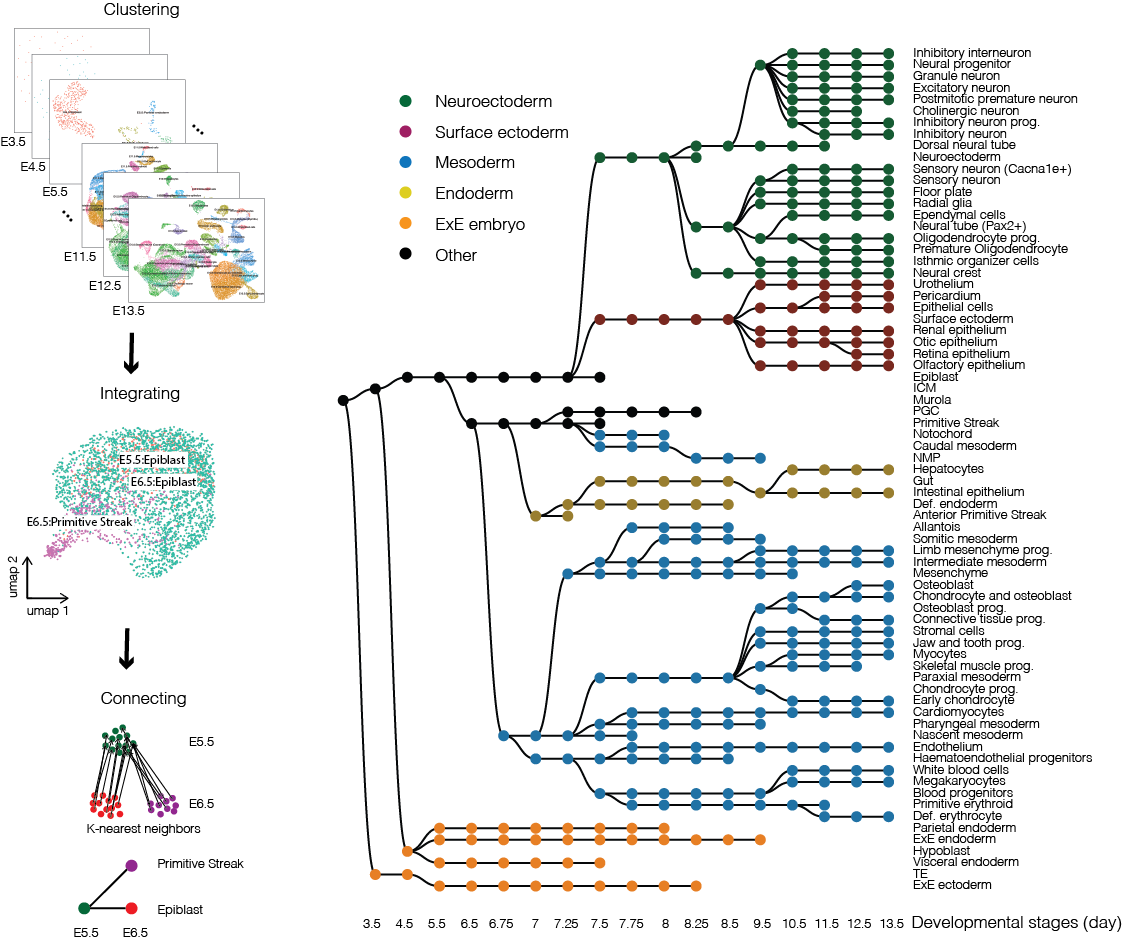 Clustering
E3.5
E4.5
E5.5
E11.5
E12.5
E13.5
Integrating
E5.5:Epiblast
E6.5:Epiblast
E6.5:Primitive Streak
umap 2
umap 1
Connecting
E5.5
E6.5
K-nearest neighbors
Primitive Streak
Epiblast
E5.5
E6.5
Neuroectoderm
Surface ectoderm
Mesoderm
Endoderm
ExE embryo
Other
Inhibitory interneuron
Neural progenitor
Granule neuron
Excitatory neuron
Postmitotic premature neuron
Cholinergic neuron
Inhibitory neuron prog.
Inhibitory neuron
Dorsal neural tube
Neuroectoderm
Sensory neuron (Cacna1e+)
Sensory neuron
Floor plate
Radial glia
Ependymal cells
Neural tube (Pax2+)
Oligodendrocyte prog.
Premature Oligodendrocyte
Isthmic organizer cells
Neural crest
Urothelium
Pericardium
Epithelial cells
Surface ectoderm
Renal epithelium
Otic epithelium
Retina epithelium
Olfactory epithelium
Epiblast
ICM
Murola
PGC
Primitive Streak
Notochord
Caudal mesoderm
NMP
Hepatocytes
Gut
Intestinal epithelium
Def. endoderm
Anterior Primitive Streak
Allantois
Somitic mesoderm
Limb mesenchyme prog.
Intermediate mesoderm
Mesenchyme
Osteoblast
Chondrocyte and osteoblast
Osteoblast prog.
Connective tissue prog.
Stromal cells
Jaw and tooth prog.
Myocytes
Skeletal muscle prog.
Paraxial mesoderm
Chondrocyte prog.
Early chondrocyte
Cardiomyocytes
Pharyngeal mesoderm
Nascent mesoderm
Endothelium
Haematoendothelial progenitors
White blood cells
Megakaryocytes
Blood progenitors
Primitive erythroid
Def. erythrocyte
Parietal endoderm
ExE endoderm
Hypoblast
Visceral endoderm
TE
ExE ectoderm
3.5 4.5 5.5 6.5 6.75 7 7.25 7.5 7.75 8 8.25 8.5 9.5 10.5 11.5 12.5 13.5 Developmental stages (day)